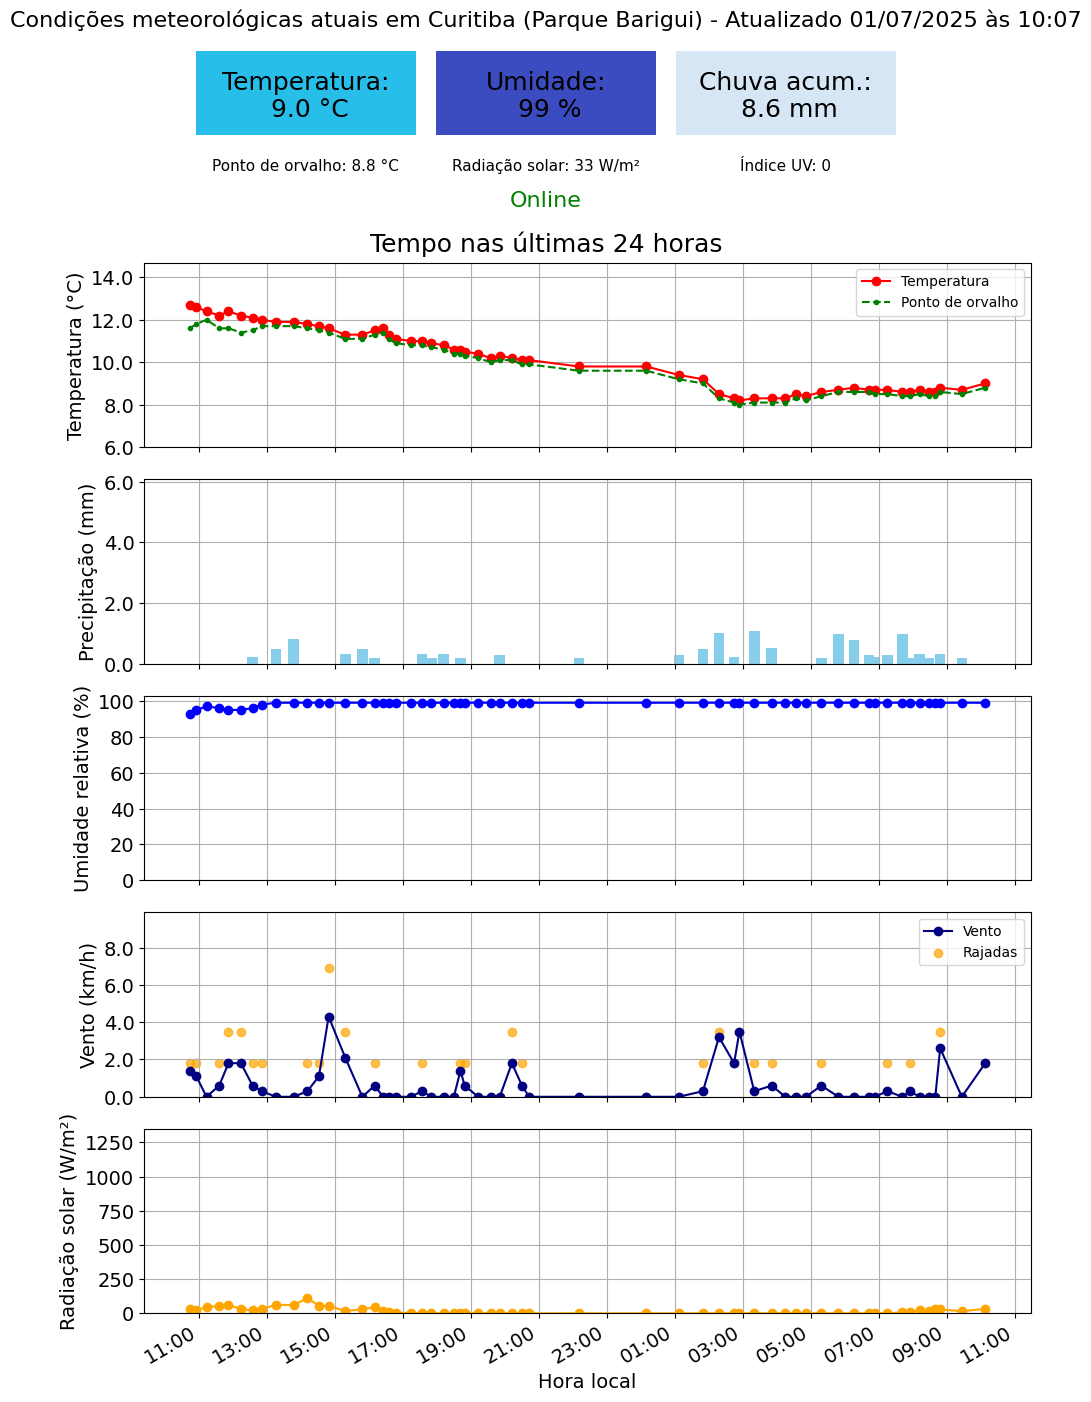 Condições meteorológicas atuais em Curitiba (Parque Barigui) - Atualizado 01/07/2025 às 10:07
Temperatura:
9.0 °C
Umidade:
99 %
Chuva acum.:
8.6 mm
Ponto de orvalho: 8.8 °C
Radiação solar: 33 W/m²
Índice UV: 0
Online
Tempo nas últimas 24 horas
Temperatura (°C)
14.0
12.0
10.0
8.0
6.0
Temperatura
Ponto de orvalho
Precipitação (mm)
6.0
4.0
2.0
0.0
Umidade relativa (%)
100
80
60
40
20
0
Vento (km/h)
8.0
6.0
4.0
2.0
0.0
Vento
Rajadas
Radiação solar (W/m²)
1250
1000
750
500
250
0
11:00
13:00
15:00
17:00
19:00
21:00
23:00
01:00
03:00
05:00
07:00
09:00
11:00
Hora local